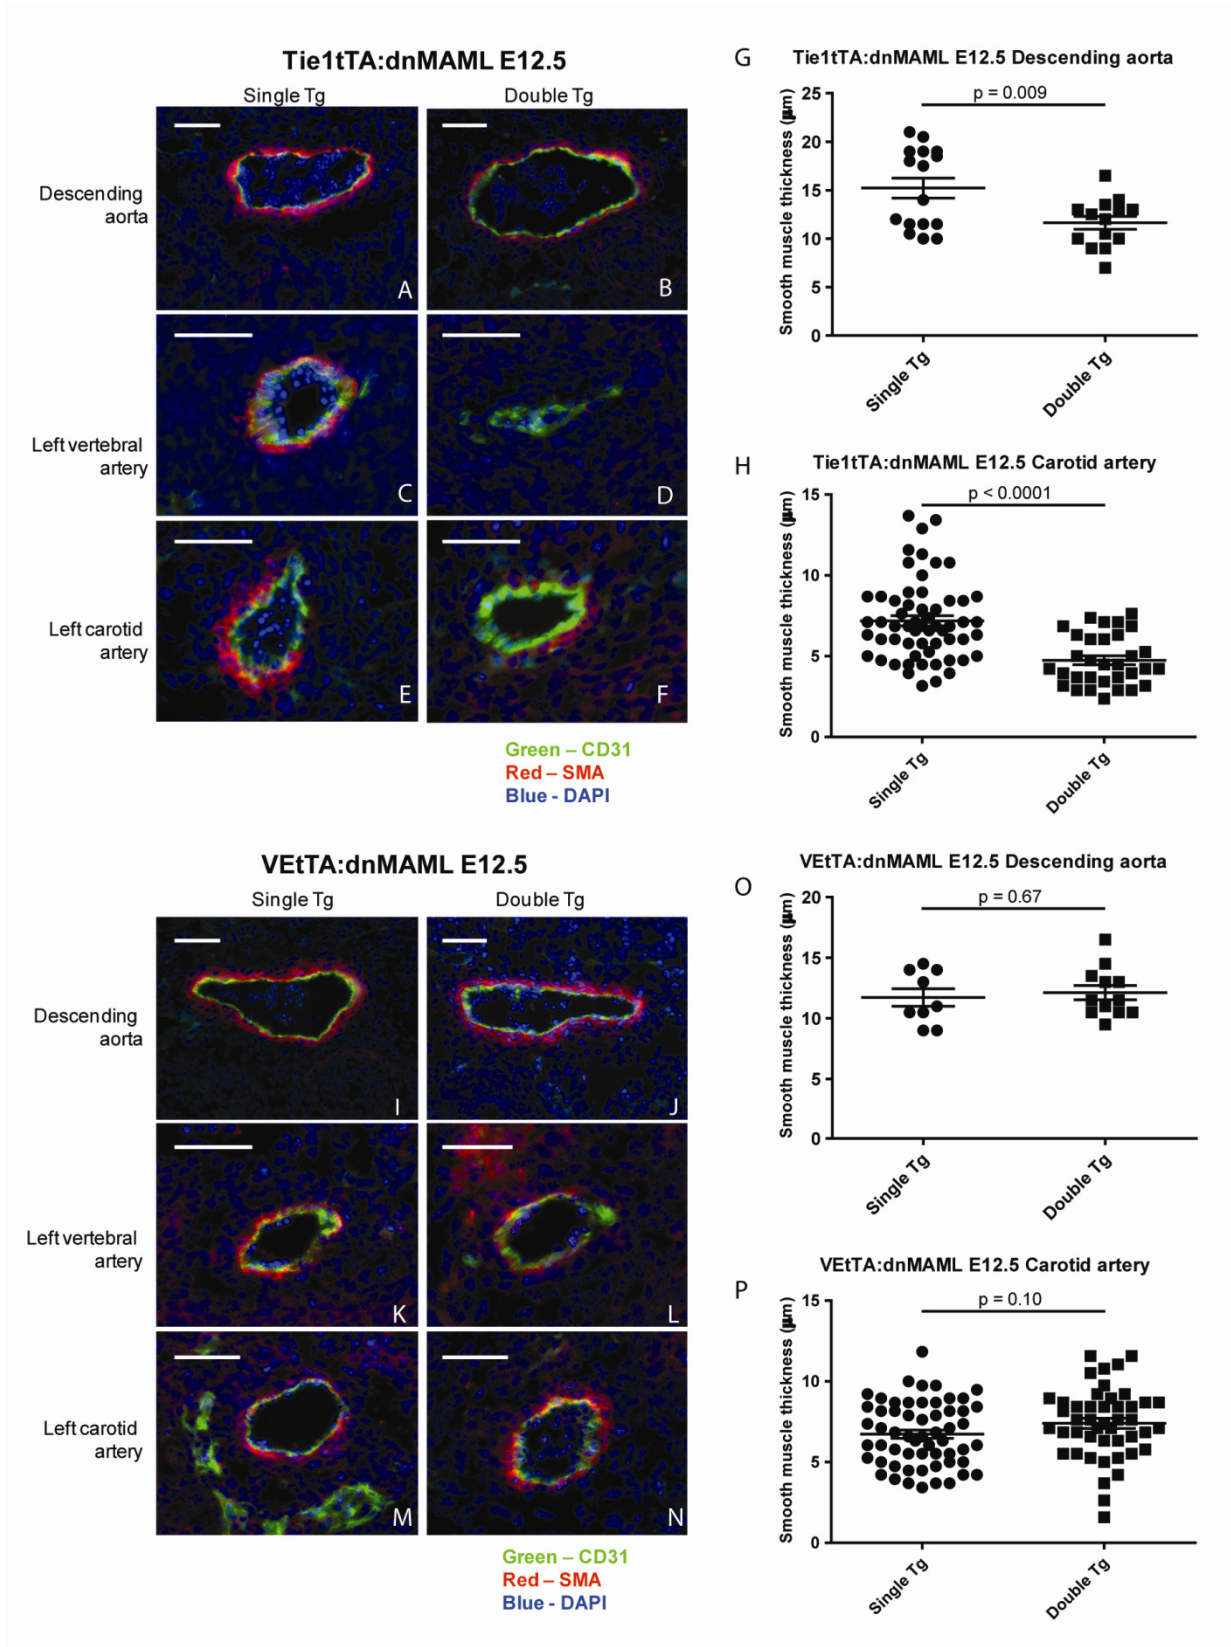 Tie1tTA:dnMAML E12.5
Single Tg
Double Tg
Descending
aorta
A
B
Left vertebral
artery
C
D
Left carotid
artery
E
F
Green – CD31
Red – SMA
Blue - DAPI
G
Tie1tTA:dnMAML E12.5 Descending aorta
p = 0.009
Smooth muscle thickness (µm)
25
20
15
10
5
0
Single Tg
Double Tg
H
Tie1tTA:dnMAML E12.5 Carotid artery
p < 0.0001
Smooth muscle thickness (µm)
15
10
5
0
Single Tg
Double Tg
VEtTA:dnMAML E12.5
Single Tg
Double Tg
Descending
aorta
I
J
Left vertebral
artery
K
L
Left carotid
artery
M
N
Green – CD31
Red – SMA
Blue - DAPI
O
VEtTA:dnMAML E12.5 Descending aorta
p = 0.67
Smooth muscle thickness (µm)
20
15
10
5
0
Single Tg
Double Tg
P
VEtTA:dnMAML E12.5 Carotid artery
p = 0.10
Smooth muscle thickness (µm)
15
10
5
0
Single Tg
Double Tg